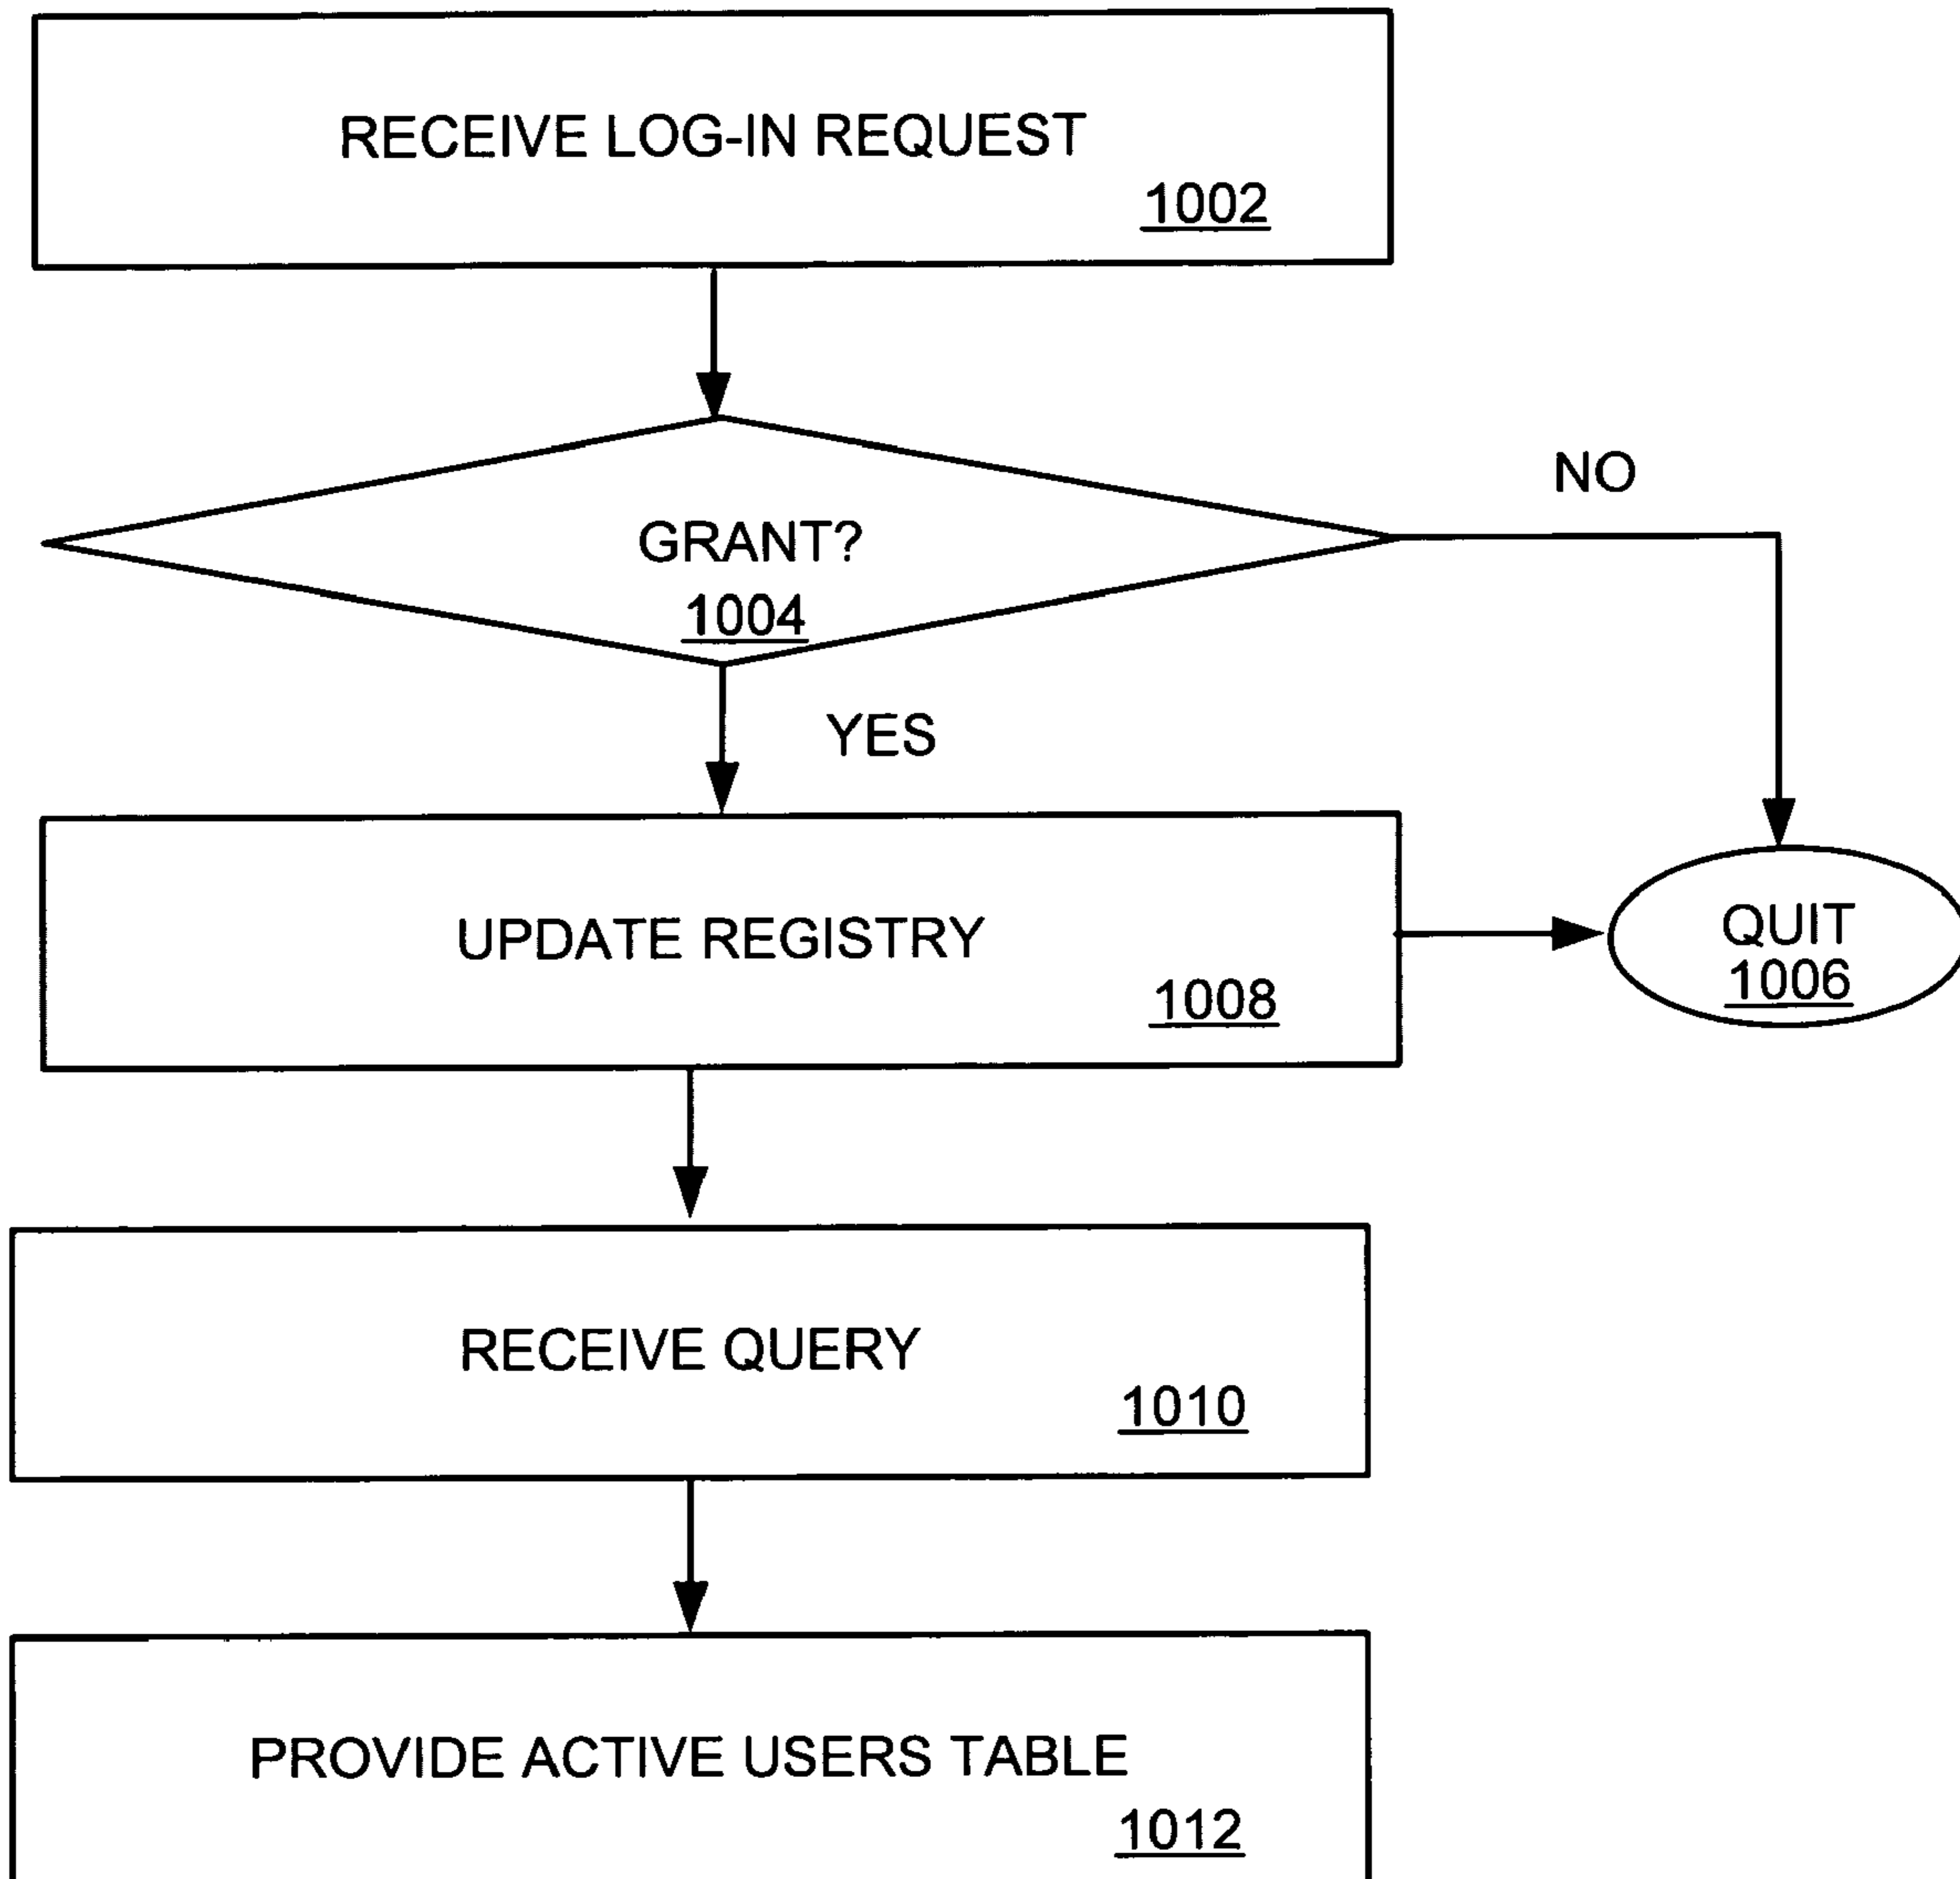 RECEIVE LOG-IN REQUEST
1002
NO
GRANT?
1004
YES
UPDATE REGISTRY
1008
QUIT
1006
RECEIVE QUERY
1010
PROVIDE ACTIVE USERS TABLE
1012